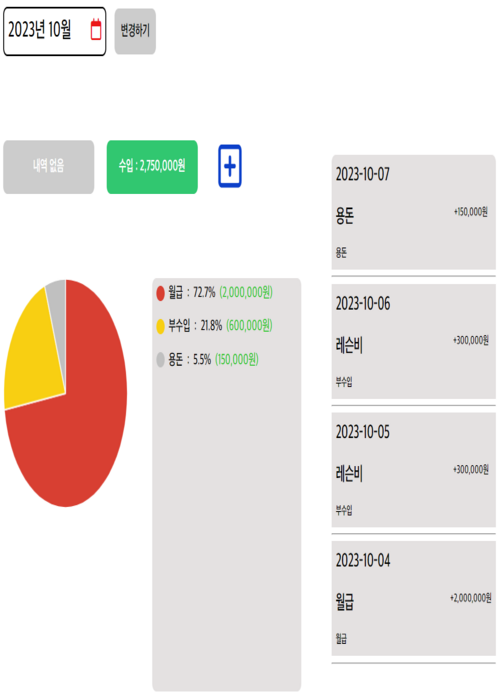 2023년 10월
변경하기
내역 없음
수입 : 2,750,000원
월급 : 72.7% (2,000,000원)
부수입 : 21.8% (600,000원)
용돈 : 5.5% (150,000원)
2023-10-07
용돈
+150,000원
용돈
2023-10-06
레슨비
+300,000원
부수입
2023-10-05
레슨비
+300,000원
부수입
2023-10-04
월급
+2,000,000원
월급